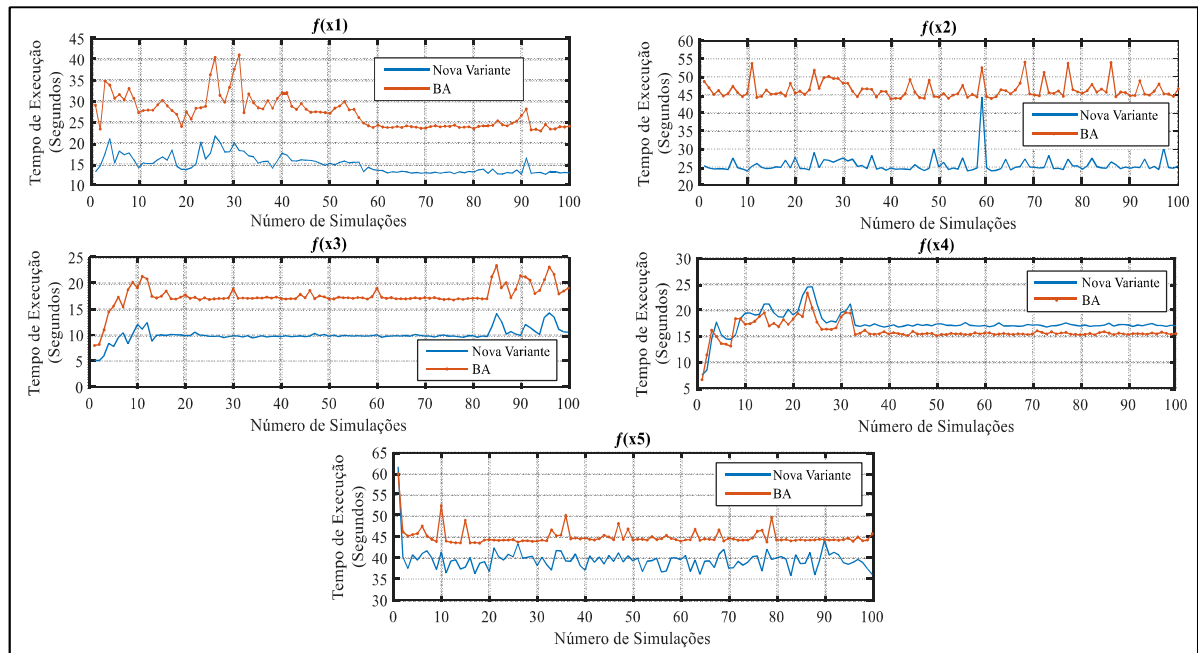 f(x1)
Tempo de Execução
(Segundos)
45
40
35
30
25
20
15
10
Nova Variante
BA
0 10 20 30 40 50 60 70 80 90 100
Número de Simulações
f(x2)
Tempo de Execução
(Segundos)
60
55
50
45
40
35
30
25
20
Nova Variante
BA
0 10 20 30 40 50 60 70 80 90 100
Número de Simulações
f(x3)
Tempo de Execução
(Segundos)
25
20
15
10
5
0
Nova Variante
BA
0 10 20 30 40 50 60 70 80 90 100
Número de Simulações
f(x4)
Tempo de Execução
(Segundos)
30
25
20
15
10
5
Nova Variante
BA
0 10 20 30 40 50 60 70 80 90 100
Número de Simulações
f(x5)
Tempo de Execução
(Segundos)
65
60
55
50
45
40
35
30
Nova Variante
BA
0 10 20 30 40 50 60 70 80 90 100
Número de Simulações